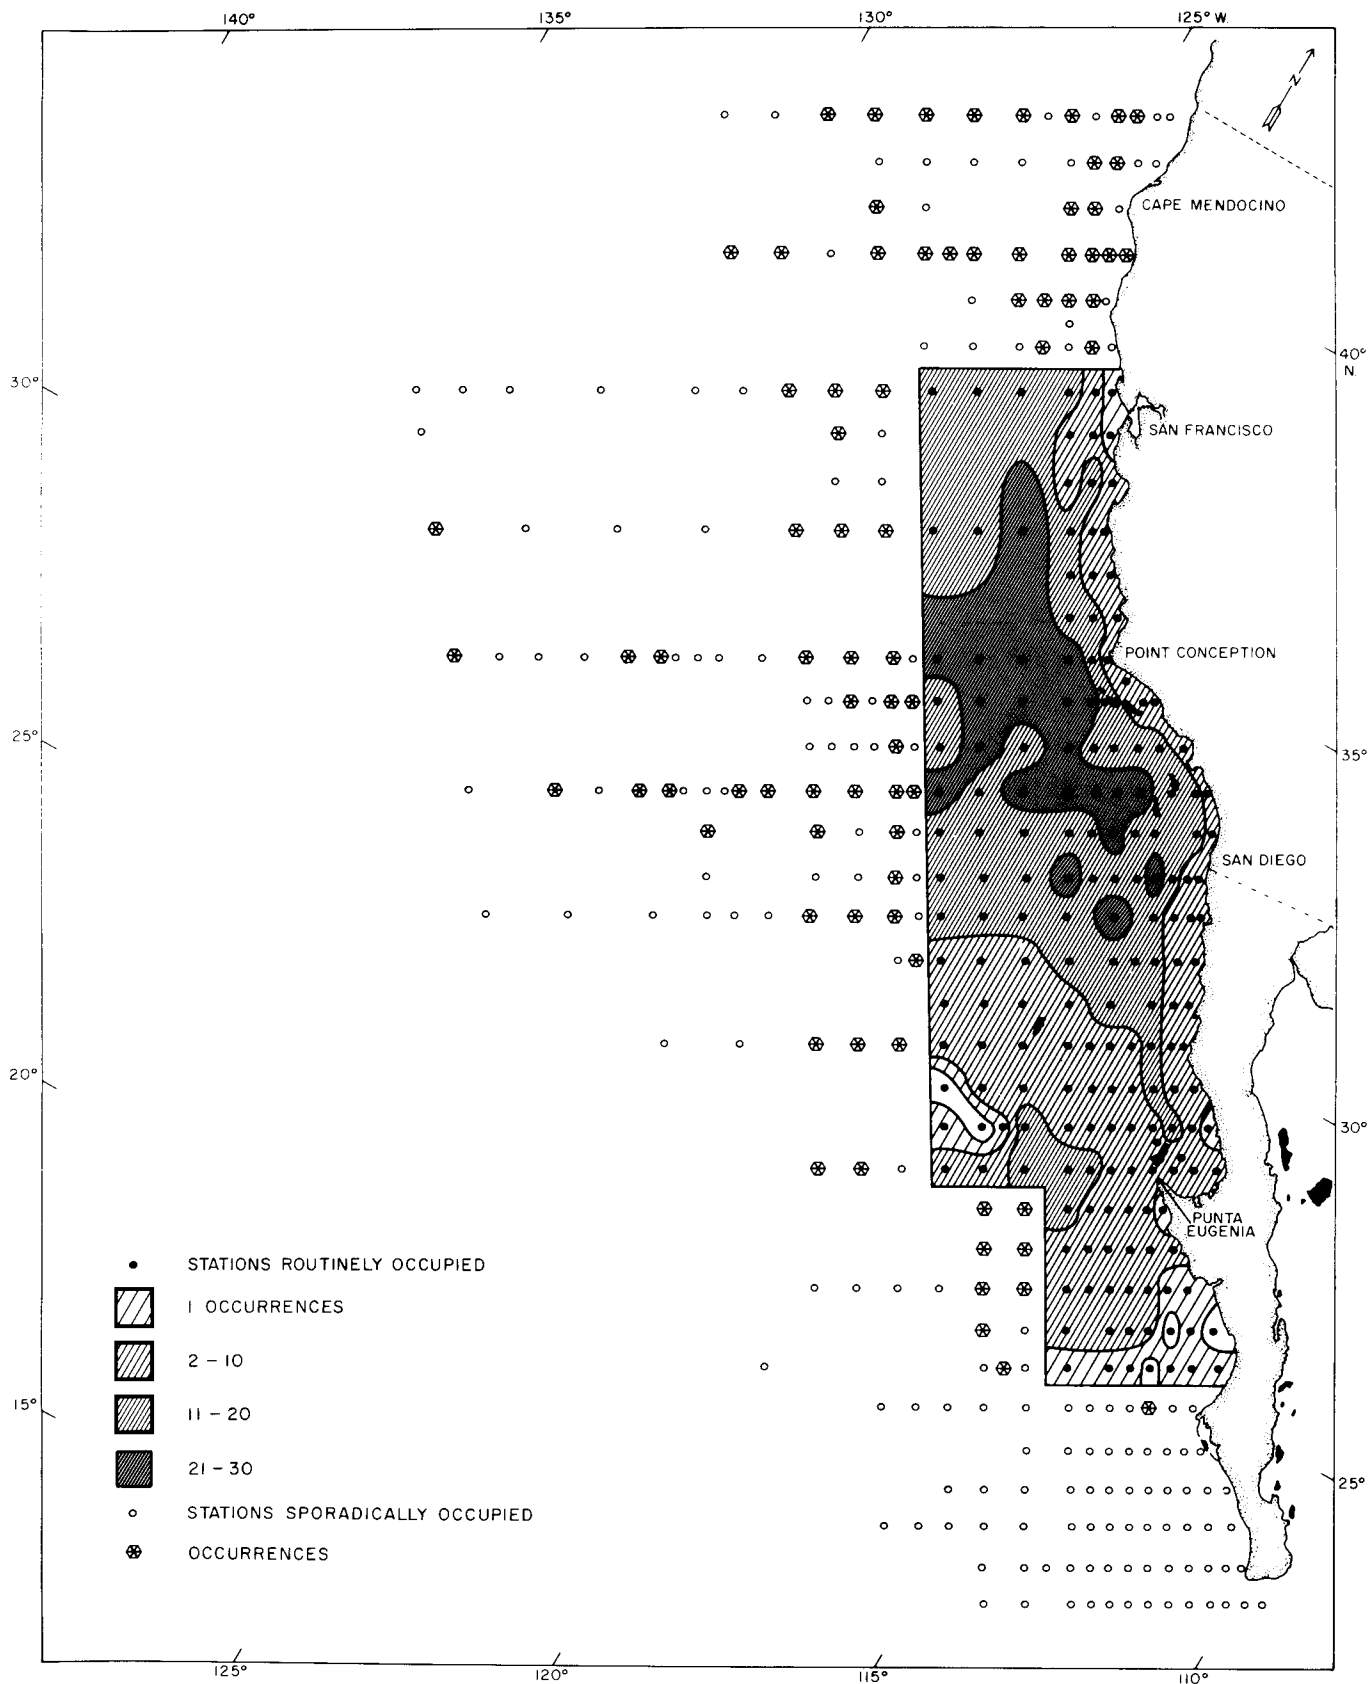 140° 135° 130° 125° W.
N
CAPE MENDOCINO
40°
N.
30°
SAN FRANCISCO
POINT CONCEPTION
25°
35°
SAN DIEGO
20°
30°
PUNTA
EUGENIA
STATIONS ROUTINELY OCCUPIED
1 OCCURRENCES
2 - 10
11 - 20
15°
21 - 30
25°
STATIONS SPORADICALLY OCCUPIED
OCCURRENCES
125° 120° 115° 110°